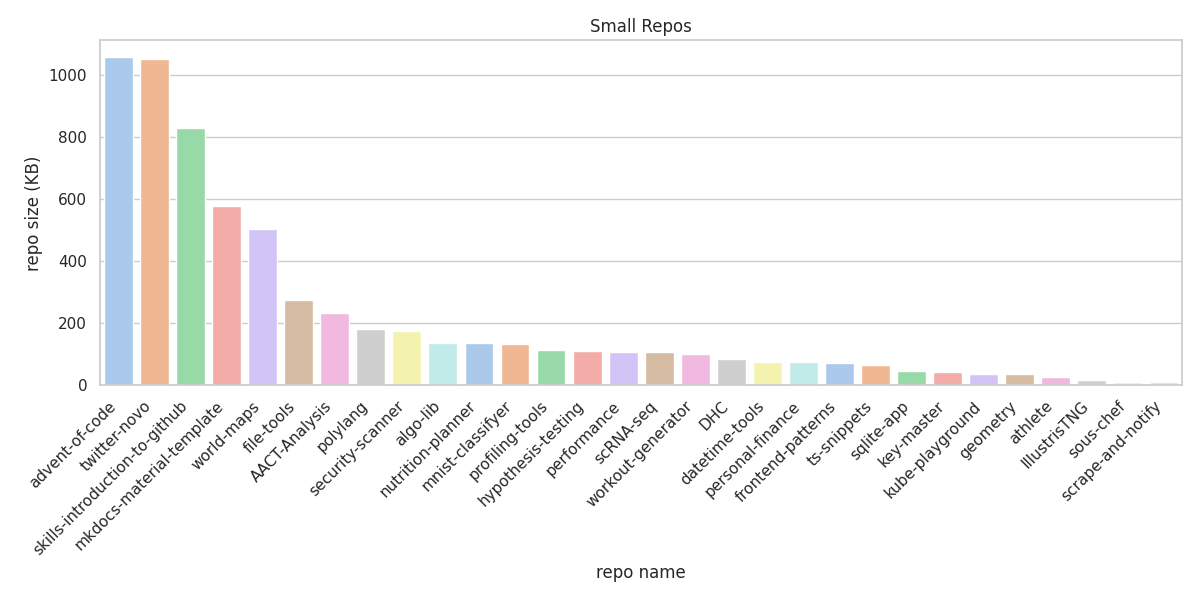 Small Repos
repo size (KB)
1000
800
600
400
200
0
advent-of-code
twitter-novo
skills-introduction-to-github
mkdocs-material-template
world-maps
file-tools
AACT-Analysis
polylang
security-scanner
algo-lib
nutrition-planner
mnist-classifyer
profiling-tools
hypothesis-testing
performance
scRNA-seq
workout-generator
DHC
datetime-tools
personal-finance
frontend-patterns
ts-snippets
sqlite-app
key-master
kube-playground
geometry
athlete
IllustrisTNG
sous-chef
scrape-and-notify
repo name